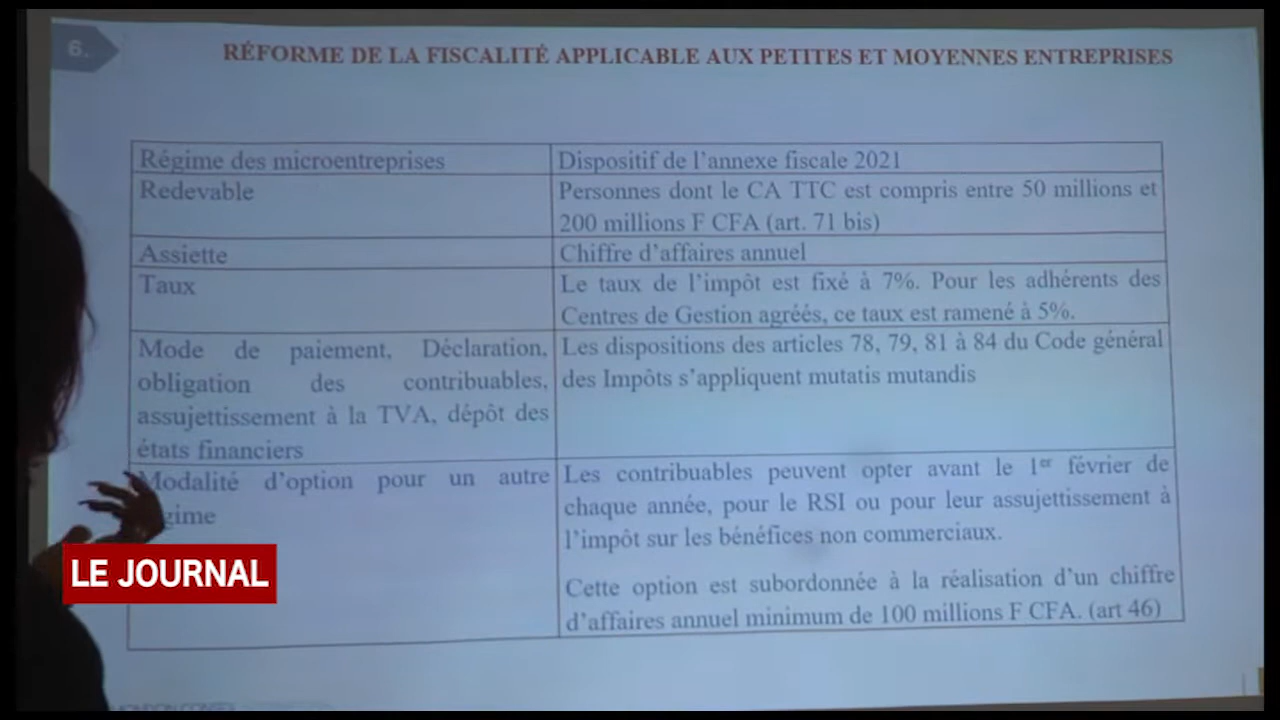 6.
RÉFORME DE LA FISCALITÉ APPLICABLE AUX PETITES ET MOYENNES ENTREPRISES
Régime des microentreprises
Dispositif de l'annexe fiscale 2021
Redevable
Personnes dont le CA TTC est compris entre 50 millions et
200 millions F CFA (art. 71 bis)
Assiette
Chiffre d'affaires annuel
Taux
Le taux de l'impôt est fixé à 7%. Pour les adhérents des
Centres de Gestion agréés, ce taux est ramené à 5%.
Mode de paiement, Déclaration,
obligation des contribuables,
assujettissement à la TVA, dépôt des
états financiers
Les dispositions des articles 78, 79, 81 à 84 du Code général
des Impôts s'appliquent mutatis mutandis
Modalité d'option pour un autre
gime
Les contribuables peuvent opter avant le 1er février de
chaque année, pour le RSI ou pour leur assujettissement à
l'impôt sur les bénéfices non commerciaux.
Cette option est subordonnée à la réalisation d'un chiffre
d'affaires annuel minimum de 100 millions F CFA. (art 46)
LE JOURNAL